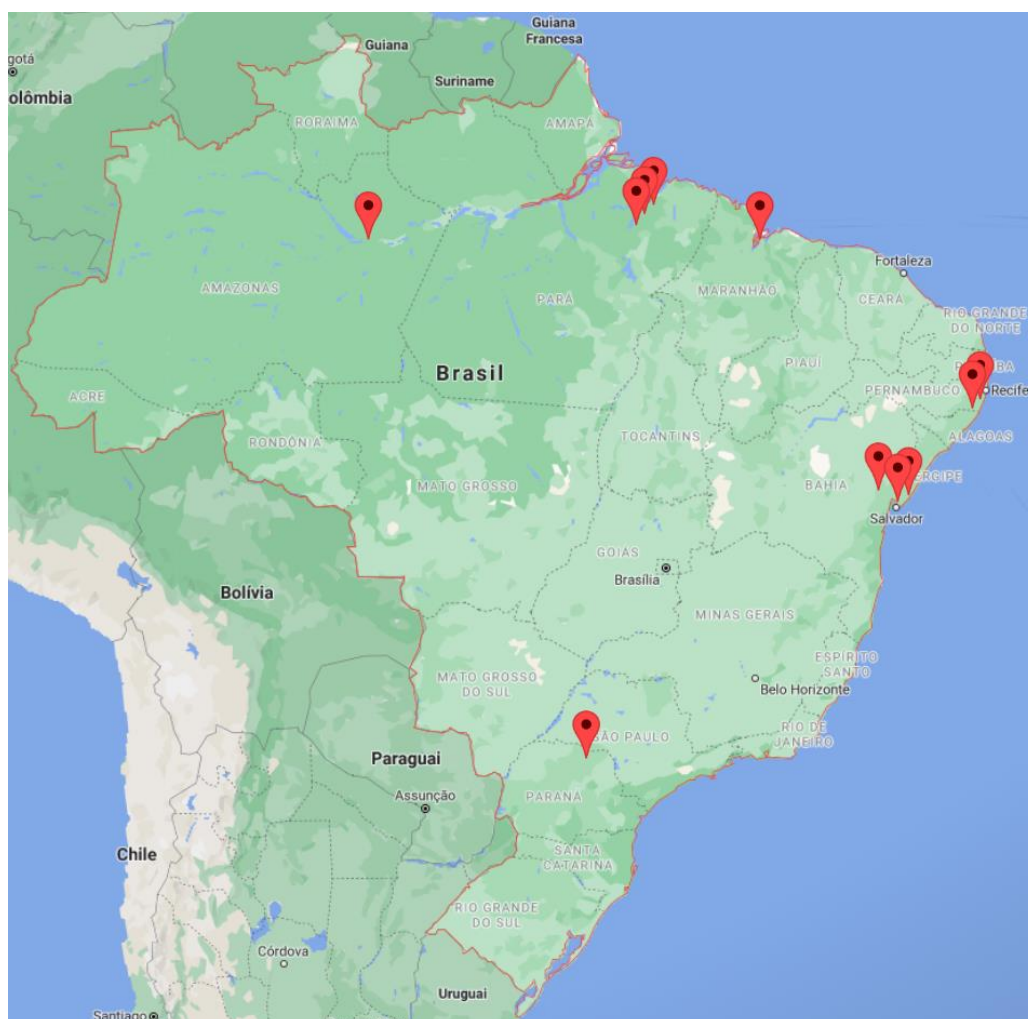 Guiana
Francesa
Guiana
gotá
Suriname
olômbia
RORAIMA
AMAPÁ
Fortaleza
AMAZONAS
PARÁ
MARANHÃO
CEARÁ
RIO GRANDE
DO NORTE
Brasil
PIAUÍ
P
BA
ACRE
PERNAMBUCO
Recife
RONDÔNIA
TOCANTINS
ALAGOAS
MATO GROSSO
BAHIA
ERGIPE
Salvador
GOIÁS
Brasília
Bolívia
MINAS GERAIS
ESPÍRITO
SANTO
MATO GROSSO
DO SUL
Belo Horizonte
RIO DE
JANEIRO
SÃO PAULO
Paraguai
Assunção
PARANÁ
Chile
SANTA
CATARINA
RIO GRANDE
DO SUL
Córdova
Uruguai
Santiago